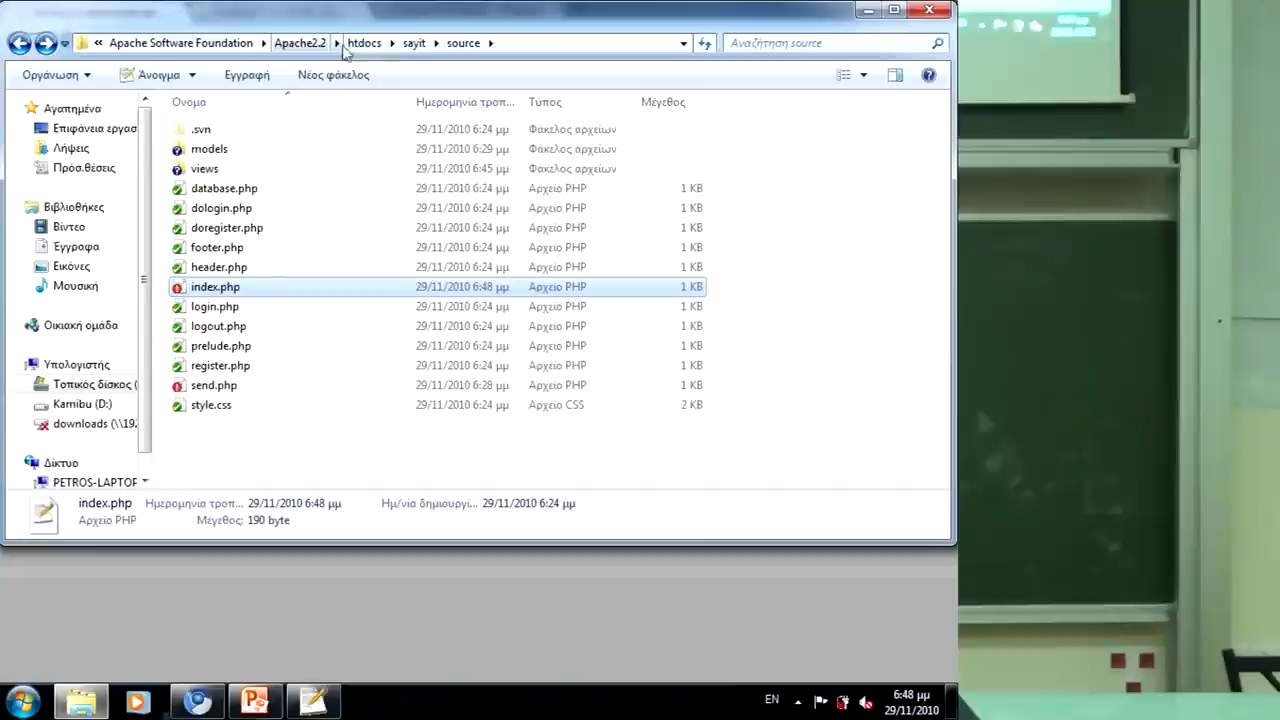 « Apache Software Foundation Apache2.2 htdocs sayit source Αναζήτηση source
Οργάνωση Άνοιγμα Εγγραφή Νέος φάκελος
Όνομα Ημερομηνία τροπ... Τύπος Μέγεθος
Αγαπημένα
Επιφάνεια εργασ
Λήψεις
Πρόσ.θέσεις
Βιβλιοθήκες
Βίντεο
Έγγραφα
Εικόνες
Μουσική
Οικιακή ομάδα
Υπολογιστής
Τοπικός δίσκος (
Kamibu (D:)
downloads (\\19
Δίκτυο
PETROS-LAPTOP
.svn 29/11/2010 6:24 μμ Φάκελος αρχείων
models 29/11/2010 6:29 μμ Φάκελος αρχείων
views 29/11/2010 6:45 μμ Φάκελος αρχείων
database.php 29/11/2010 6:24 μμ Αρχείο PHP 1 KB
dologin.php 29/11/2010 6:24 μμ Αρχείο PHP 1 KB
doregister.php 29/11/2010 6:24 μμ Αρχείο PHP 1 KB
footer.php 29/11/2010 6:24 μμ Αρχείο PHP 1 KB
header.php 29/11/2010 6:24 μμ Αρχείο PHP 1 KB
index.php 29/11/2010 6:48 μμ Αρχείο PHP 1 KB
login.php 29/11/2010 6:24 μμ Αρχείο PHP 1 KB
logout.php 29/11/2010 6:24 μμ Αρχείο PHP 1 KB
prelude.php 29/11/2010 6:24 μμ Αρχείο PHP 1 KB
register.php 29/11/2010 6:24 μμ Αρχείο PHP 1 KB
send.php 29/11/2010 6:28 μμ Αρχείο PHP 1 KB
style.css 29/11/2010 6:24 μμ Αρχείο CSS 2 KB
index.php Ημερομηνία τροπ... 29/11/2010 6:48 μμ Ημ/νία δημιουργί... 29/11/2010 6:24 μμ
Αρχείο PHP Μέγεθος: 190 byte
EN 6:48 μμ
29/11/2010